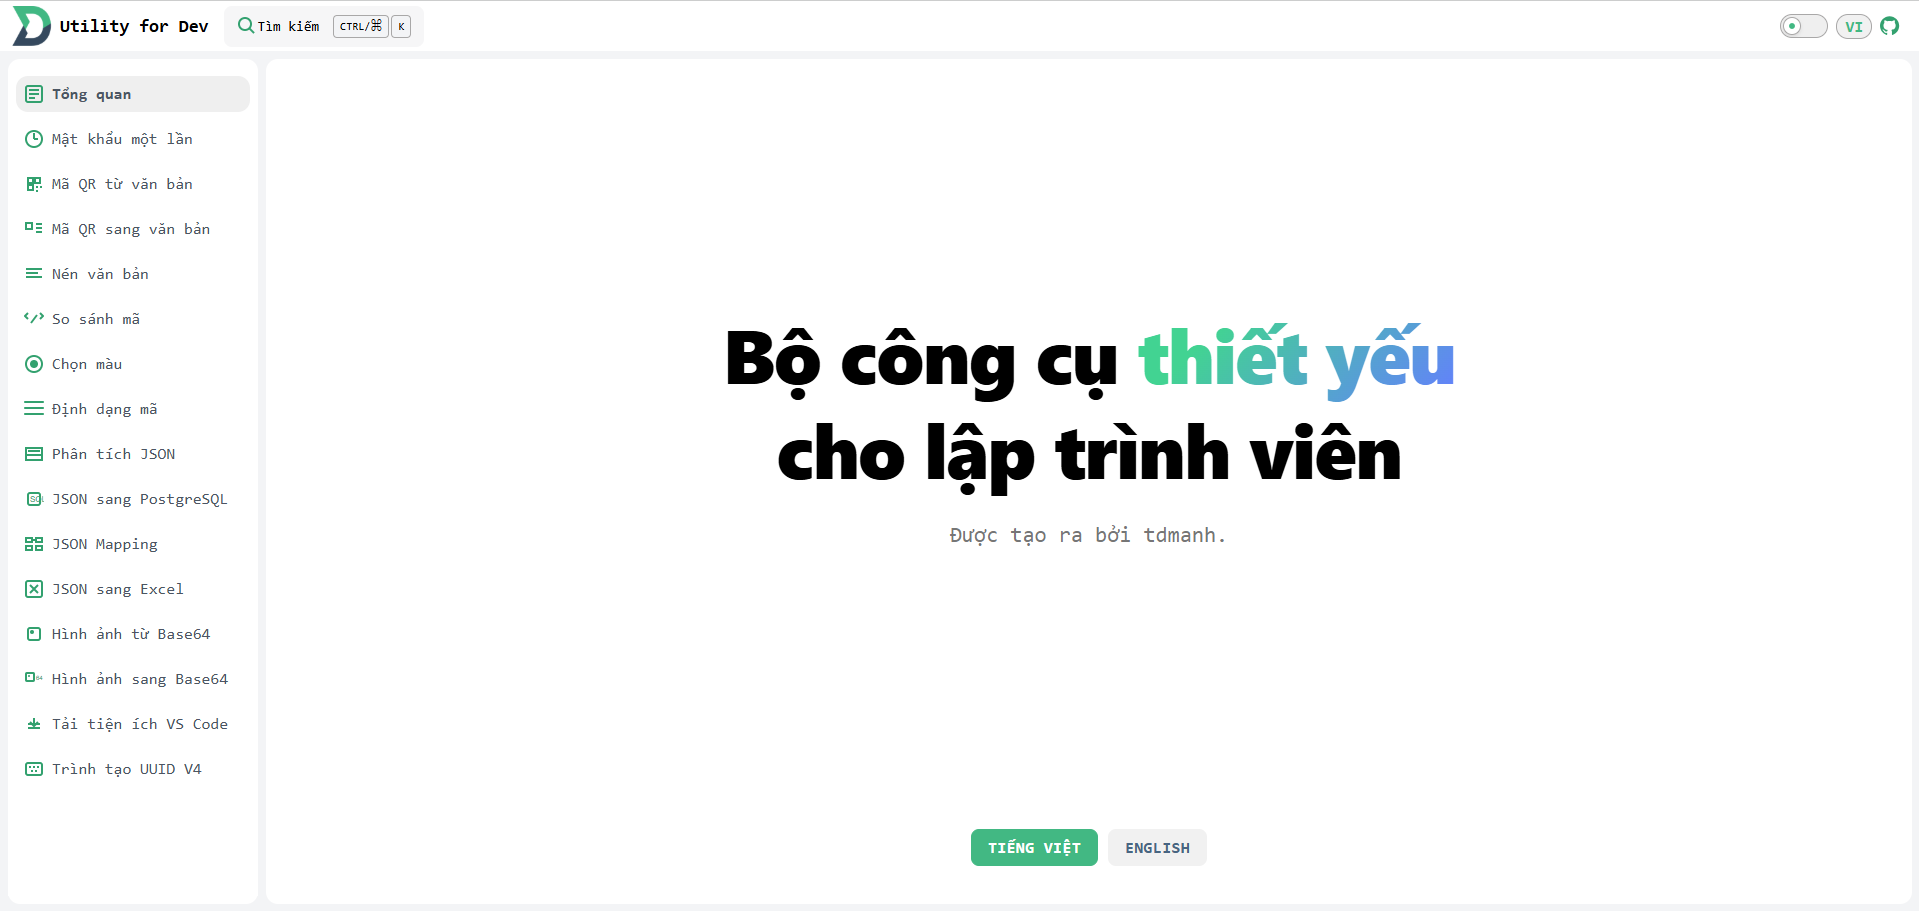 Utility for Dev
Tìm kiếm
CTRL/⌘ K
VI
Tổng quan
Mật khẩu một lần
Mã QR từ văn bản
Mã QR sang văn bản
Nén văn bản
So sánh mã
Chọn màu
Định dạng mã
Phân tích JSON
JSON sang PostgreSQL
JSON Mapping
JSON sang Excel
Hình ảnh từ Base64
Hình ảnh sang Base64
Tải tiện ích VS Code
Trình tạo UUID V4
Bộ công cụ thiết yếu
cho lập trình viên
Được tạo ra bởi tdmanh.
TIẾNG VIỆT
ENGLISH